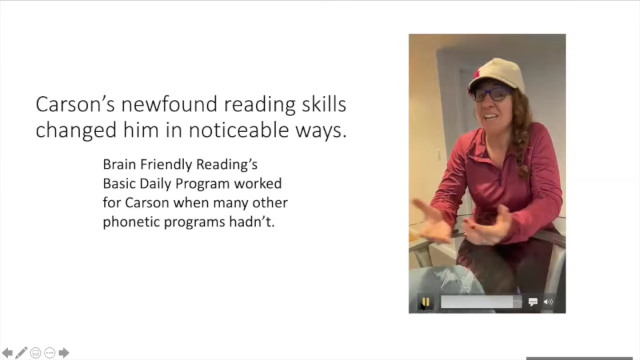 Carson’s newfound reading skills
changed him in noticeable ways.
Brain Friendly Reading’s
Basic Daily Program worked
for Carson when many other
phonetic programs hadn’t.